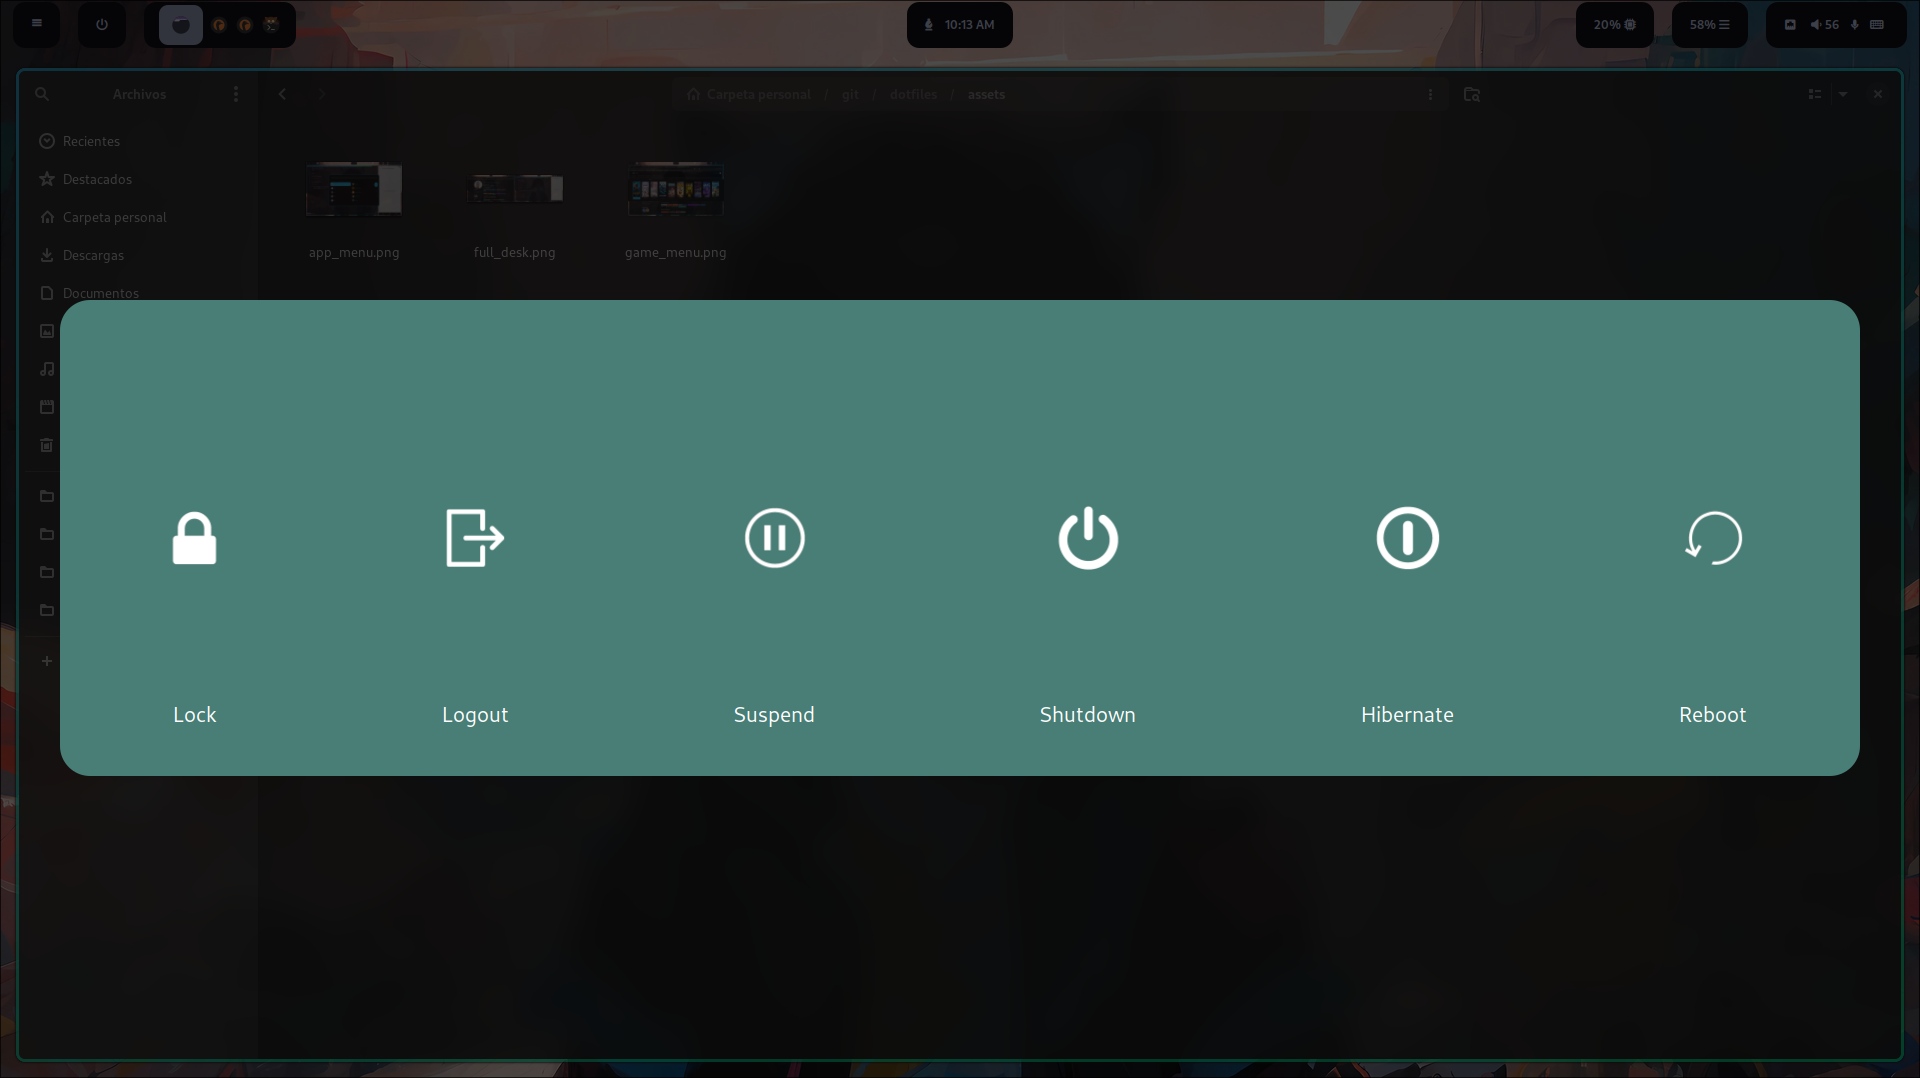 10:13 AM
20%
58%
56
Archivos
Carpeta personal / git / dotfiles / assets
Recientes
Destacados
Carpeta personal
Descargas
Documentos
app_menu.png
full_desk.png
game_menu.png
Lock
Logout
Suspend
Shutdown
Hibernate
Reboot